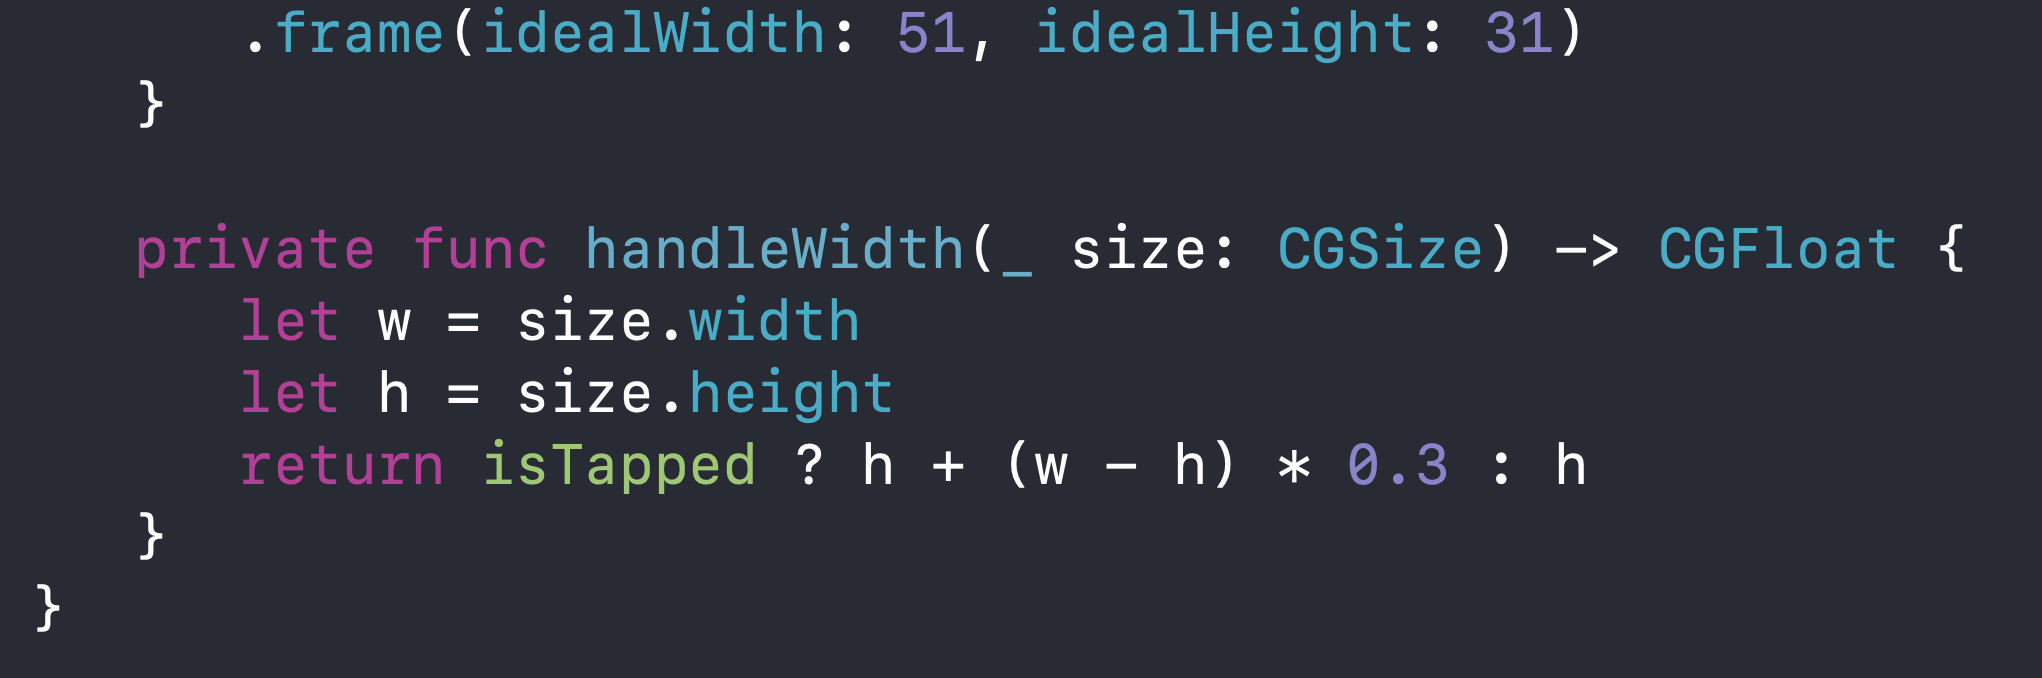 .frame(idealWidth: 51, idealHeight: 31)
}
private func handleWidth(_ size: CGSize) -> CGFloat {
let w = size.width
let h = size.height
return isTapped ? h + (w - h) * 0.3 : h
}
}